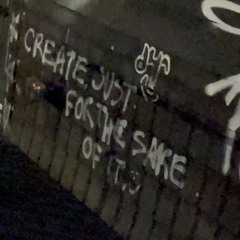 CREATE JUST
FOR THE SAKE
OF IT.